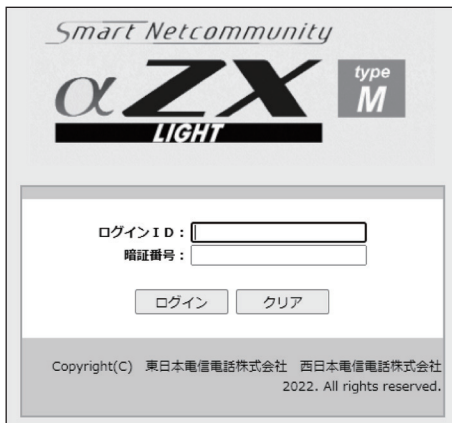 Smart Netcommunity
αZX
type
M
LIGHT
ログインID：
暗証番号：
ログイン クリア
Copyright(C) 東日本電信電話株式会社 西日本電信電話株式会社
2022. All rights reserved.